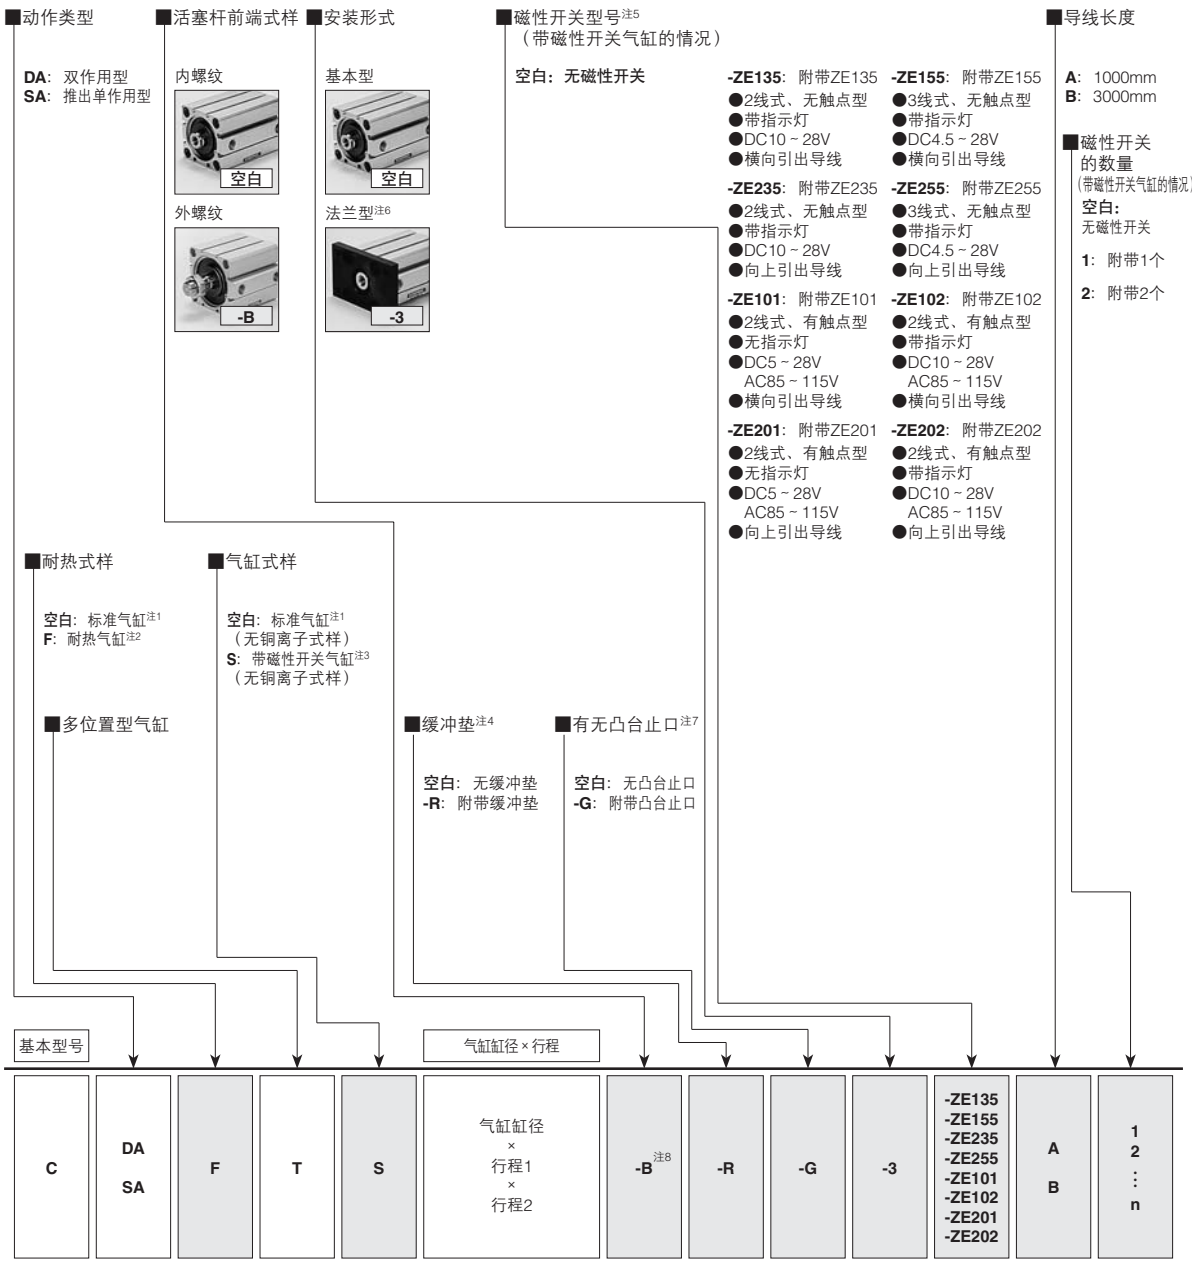 ■动作类型
DA：双作用型
SA：推出单作用型
■活塞杆前端式样
内螺纹
空白
外螺纹
-B
■安装形式
基本型
空白
法兰型注6
-3
■磁性开关型号注5
（带磁性开关气缸的情况）
空白：无磁性开关
-ZE135：附带ZE135
●2线式、无触点型
●带指示灯
●DC10~28V
●横向引出导线
-ZE155：附带ZE155
●3线式、无触点型
●带指示灯
●DC4.5~28V
●横向引出导线
-ZE235：附带ZE235
●2线式、无触点型
●带指示灯
●DC10~28V
●向上引出导线
-ZE255：附带ZE255
●3线式、无触点型
●带指示灯
●DC4.5~28V
●向上引出导线
-ZE101：附带ZE101
●2线式、有触点型
●无指示灯
●DC5~28V
AC85~115V
●横向引出导线
-ZE102：附带ZE102
●2线式、有触点型
●带指示灯
●DC10~28V
AC85~115V
●横向引出导线
-ZE201：附带ZE201
●2线式、有触点型
●无指示灯
●DC5~28V
AC85~115V
●向上引出导线
-ZE202：附带ZE202
●2线式、有触点型
●带指示灯
●DC10~28V
AC85~115V
●向上引出导线
■导线长度
A：1000mm
B：3000mm
■磁性开关
的数量
（带磁性开关气缸的情况）
空白：
无磁性开关
1：附带1个
2：附带2个
■耐热式样
空白：标准气缸注1
F：耐热气缸注2
■气缸式样
空白：标准气缸注1
（无铜离子式样）
S：带磁性开关气缸注3
（无铜离子式样）
■多位置型气缸
■缓冲垫注4
空白：无缓冲垫
-R：附带缓冲垫
■有无凸台止口注7
空白：无凸台止口
-G：附带凸台止口
基本型号
气缸缸径×行程
C
DA
SA
F
T
S
气缸缸径
×
行程1
×
行程2
-B注8
-R
-G
-3
-ZE135
-ZE155
-ZE235
-ZE255
-ZE101
-ZE102
-ZE201
-ZE202
A
B
1
2
⋮
n